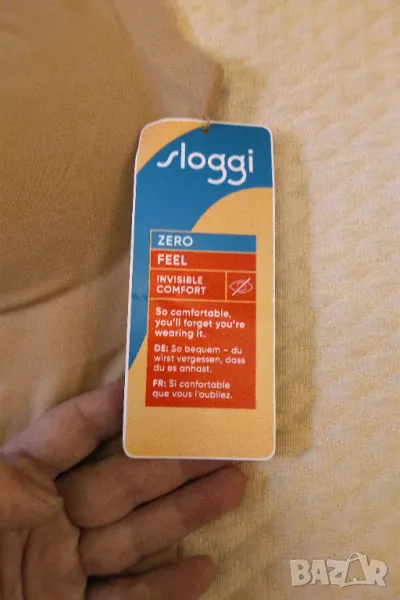 sloggi
ZERO
FEEL
INVISIBLE
COMFORT
So comfortable,
you'll forget you're
wearing it.
DE: So bequem – du
wirst vergessen, dass
du es anhast.
FR: Si confortable
que vous l'oubliez.
BAZAR